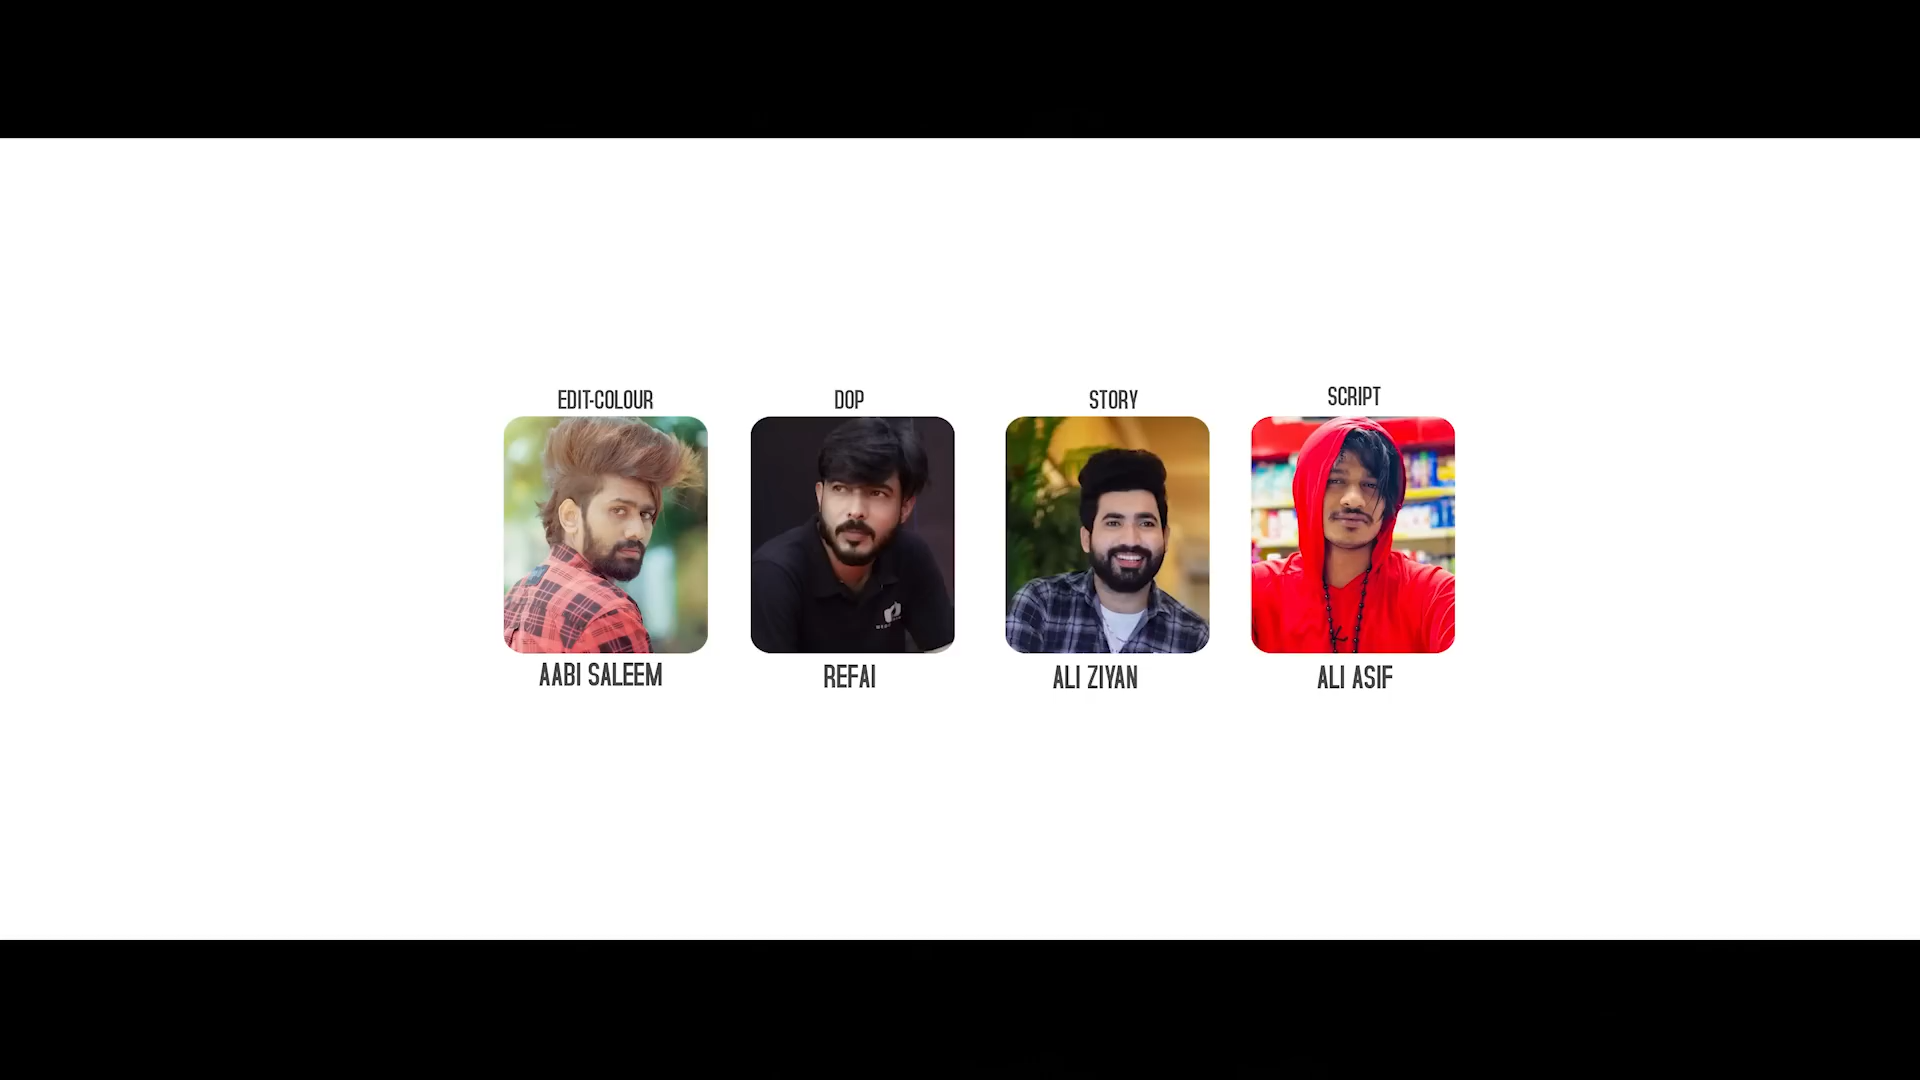 EDIT-COLOUR
DOP
STORY
SCRIPT
AABI SALEEM
REFAI
ALI ZIYAN
ALI ASIF